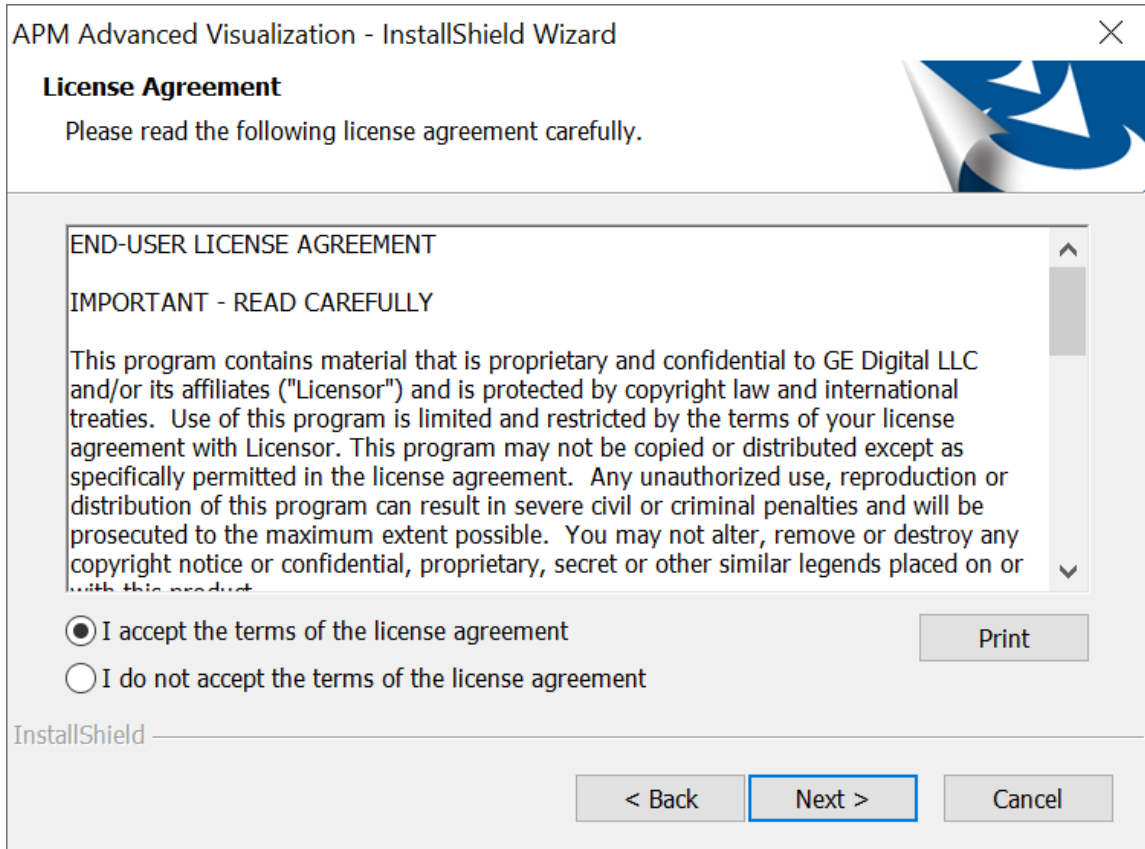 APM Advanced Visualization - InstallShield Wizard
License Agreement
Please read the following license agreement carefully.
END-USER LICENSE AGREEMENT
IMPORTANT - READ CAREFULLY
This program contains material that is proprietary and confidential to GE Digital LLC
and/or its affiliates ("Licensor") and is protected by copyright law and international
treaties.  Use of this program is limited and restricted by the terms of your license
agreement with Licensor. This program may not be copied or distributed except as
specifically permitted in the license agreement.  Any unauthorized use, reproduction or
distribution of this program can result in severe civil or criminal penalties and will be
prosecuted to the maximum extent possible.  You may not alter, remove or destroy any
copyright notice or confidential, proprietary, secret or other similar legends placed on or
with this product
I accept the terms of the license agreement
Print
I do not accept the terms of the license agreement
InstallShield
< Back
Next >
Cancel